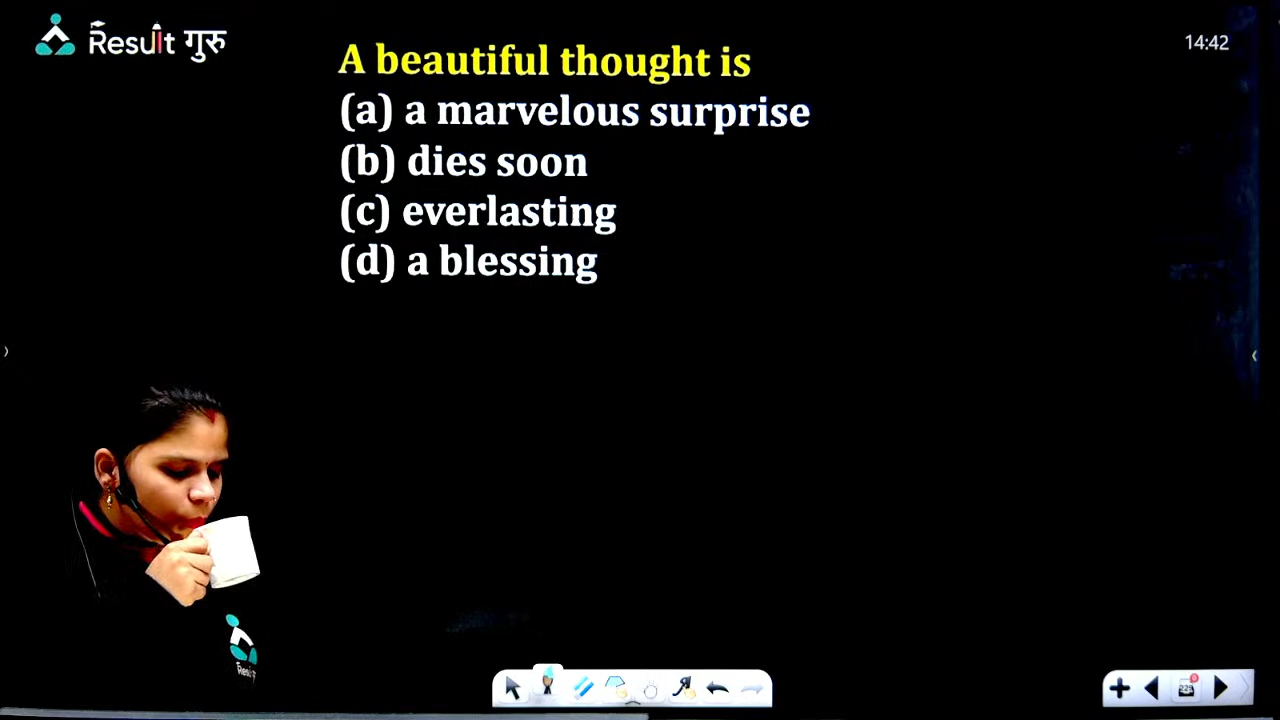 Result गुरु
14:42
A beautiful thought is
(a) a marvelous surprise
(b) dies soon
(c) everlasting
(d) a blessing